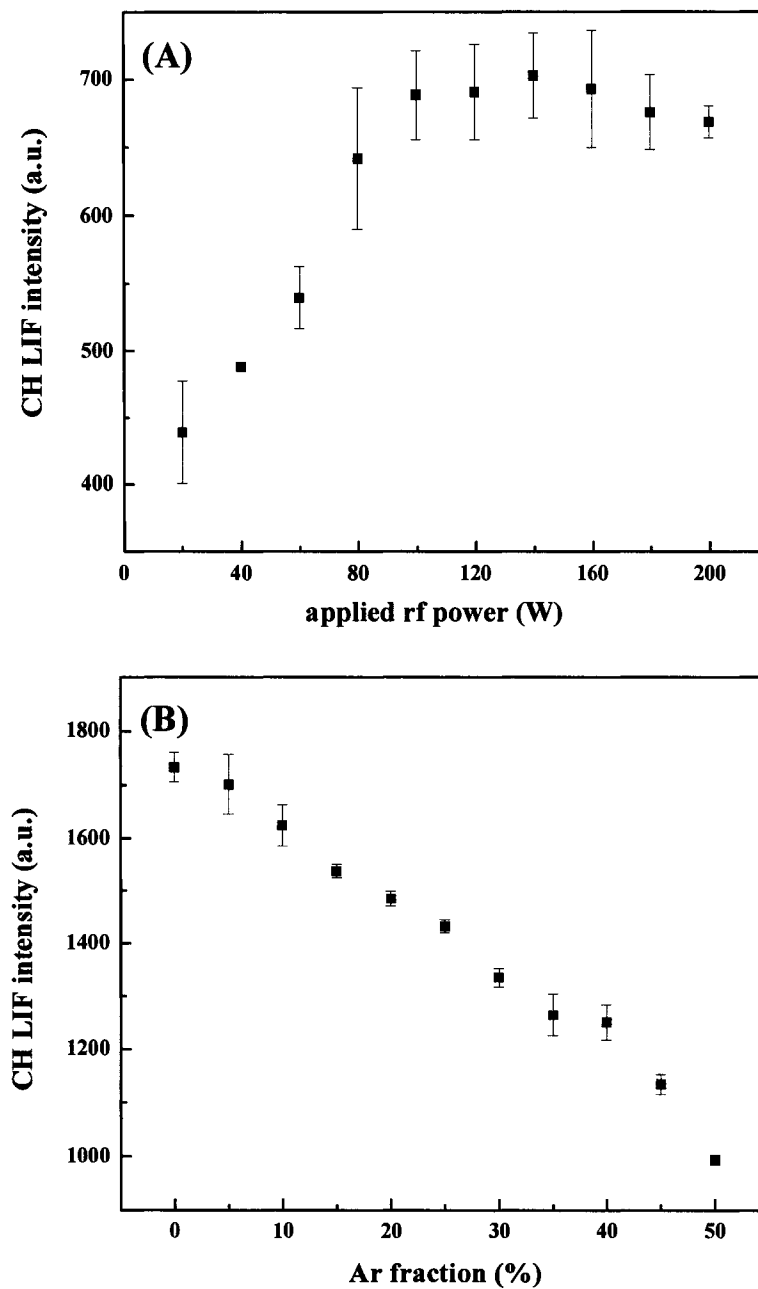 (A)
CH LIF intensity (a.u.)
700
600
500
400
0 40 80 120 160 200
applied rf power (W)
(B)
CH LIF intensity (a.u.)
1800
1600
1400
1200
1000
0 10 20 30 40 50
Ar fraction (%)